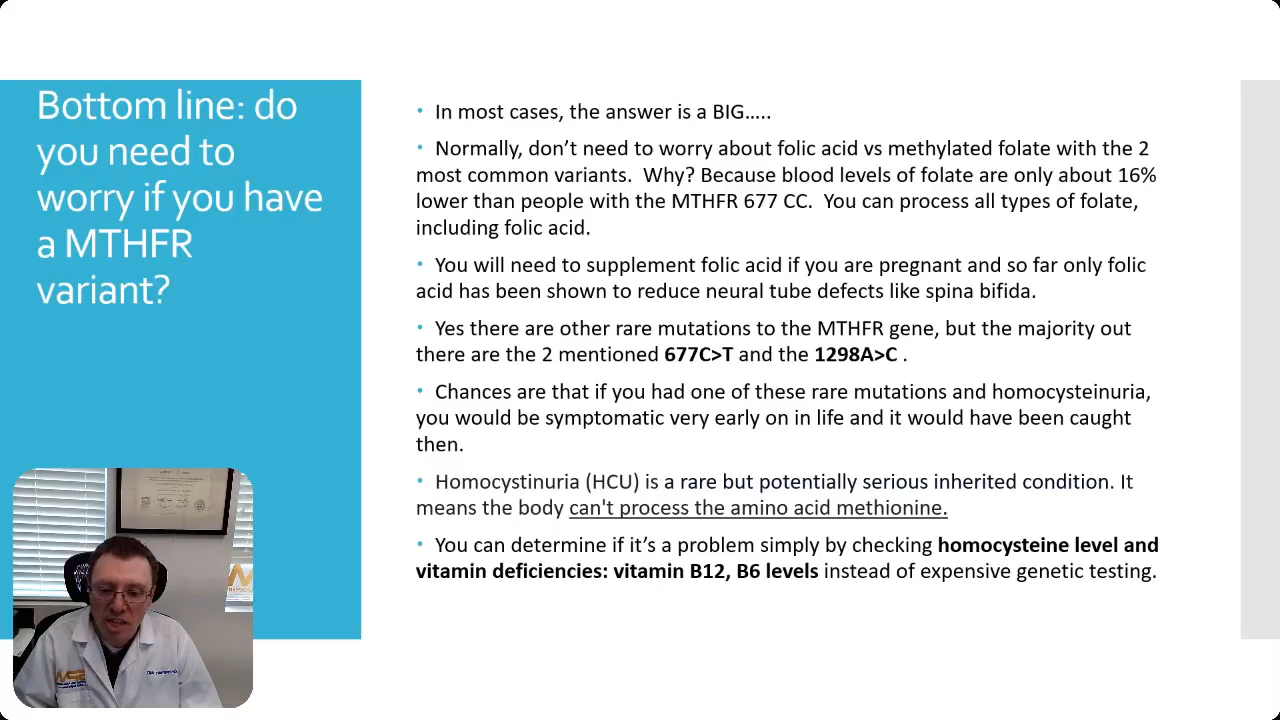 Bottom line: do
you need to
worry if you have
a MTHFR
variant?
• In most cases, the answer is a BIG.....
• Normally, don't need to worry about folic acid vs methylated folate with the 2
most common variants.  Why? Because blood levels of folate are only about 16%
lower than people with the MTHFR 677 CC.  You can process all types of folate,
including folic acid.
• You will need to supplement folic acid if you are pregnant and so far only folic
acid has been shown to reduce neural tube defects like spina bifida.
• Yes there are other rare mutations to the MTHFR gene, but the majority out
there are the 2 mentioned 677C>T and the 1298A>C .
• Chances are that if you had one of these rare mutations and homocysteinuria,
you would be symptomatic very early on in life and it would have been caught
then.
• Homocystinuria (HCU) is a rare but potentially serious inherited condition. It
means the body can't process the amino acid methionine.
• You can determine if it's a problem simply by checking homocysteine level and
vitamin deficiencies: vitamin B12, B6 levels instead of expensive genetic testing.